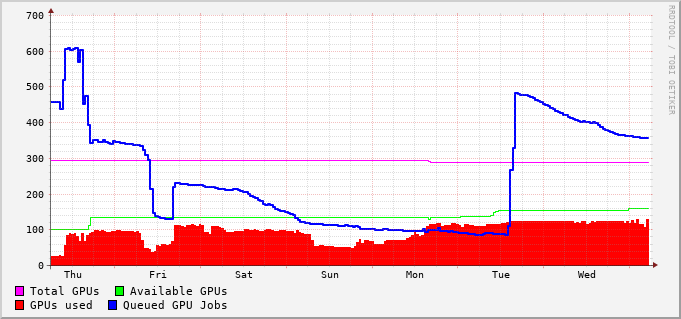 700
600
500
400
300
200
100
0
Thu Fri Sat Sun Mon Tue Wed
Total GPUs Available GPUs
GPUs used Queued GPU Jobs
RRDTOOL / TOBI OETIKER